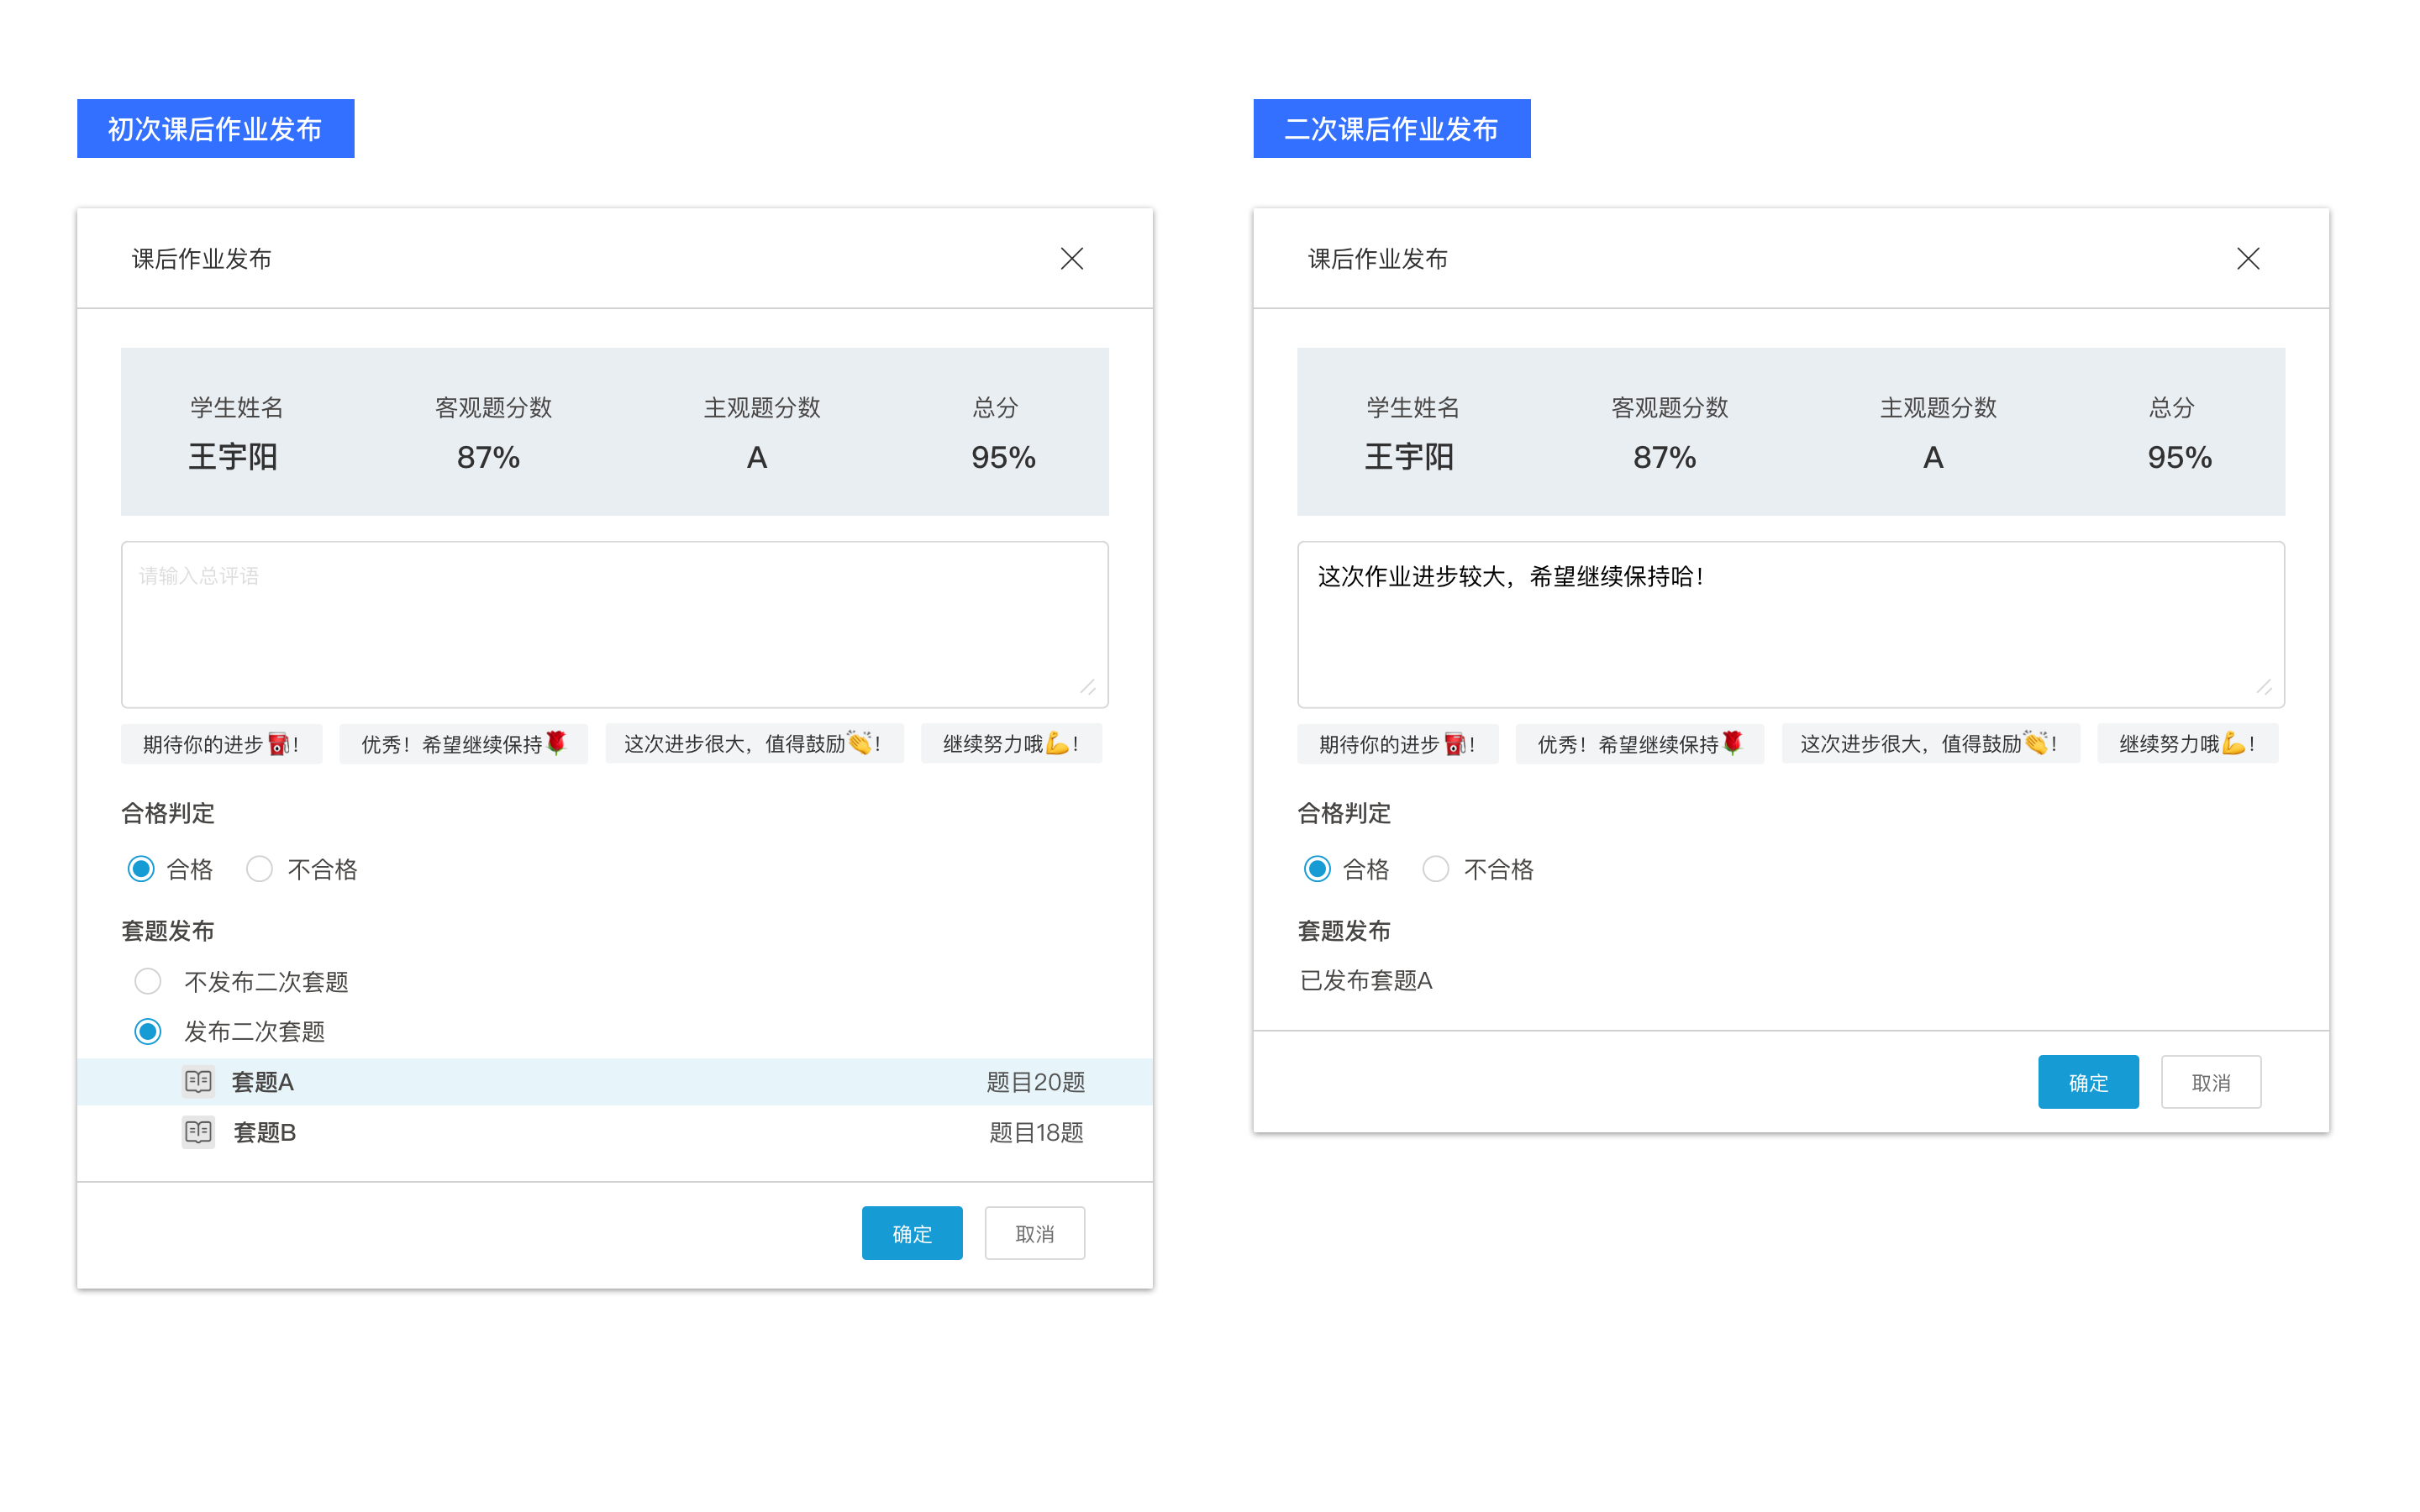 初次课后作业发布
课后作业发布
学生姓名 客观题分数 主观题分数 总分
王宇阳 87% A 95%
请输入总评语
期待你的进步⛽️！ 优秀！希望继续保持🌹 这次进步很大，值得鼓励👏！ 继续努力哦💪！
合格判定
合格 不合格
套题发布
不发布二次套题
发布二次套题
套题A 题目20题
套题B 题目18题
确定 取消
二次课后作业发布
课后作业发布
学生姓名 客观题分数 主观题分数 总分
王宇阳 87% A 95%
这次作业进步较大，希望继续保持哈！
期待你的进步⛽️！ 优秀！希望继续保持🌹 这次进步很大，值得鼓励👏！ 继续努力哦💪！
合格判定
合格 不合格
套题发布
已发布套题A
确定 取消